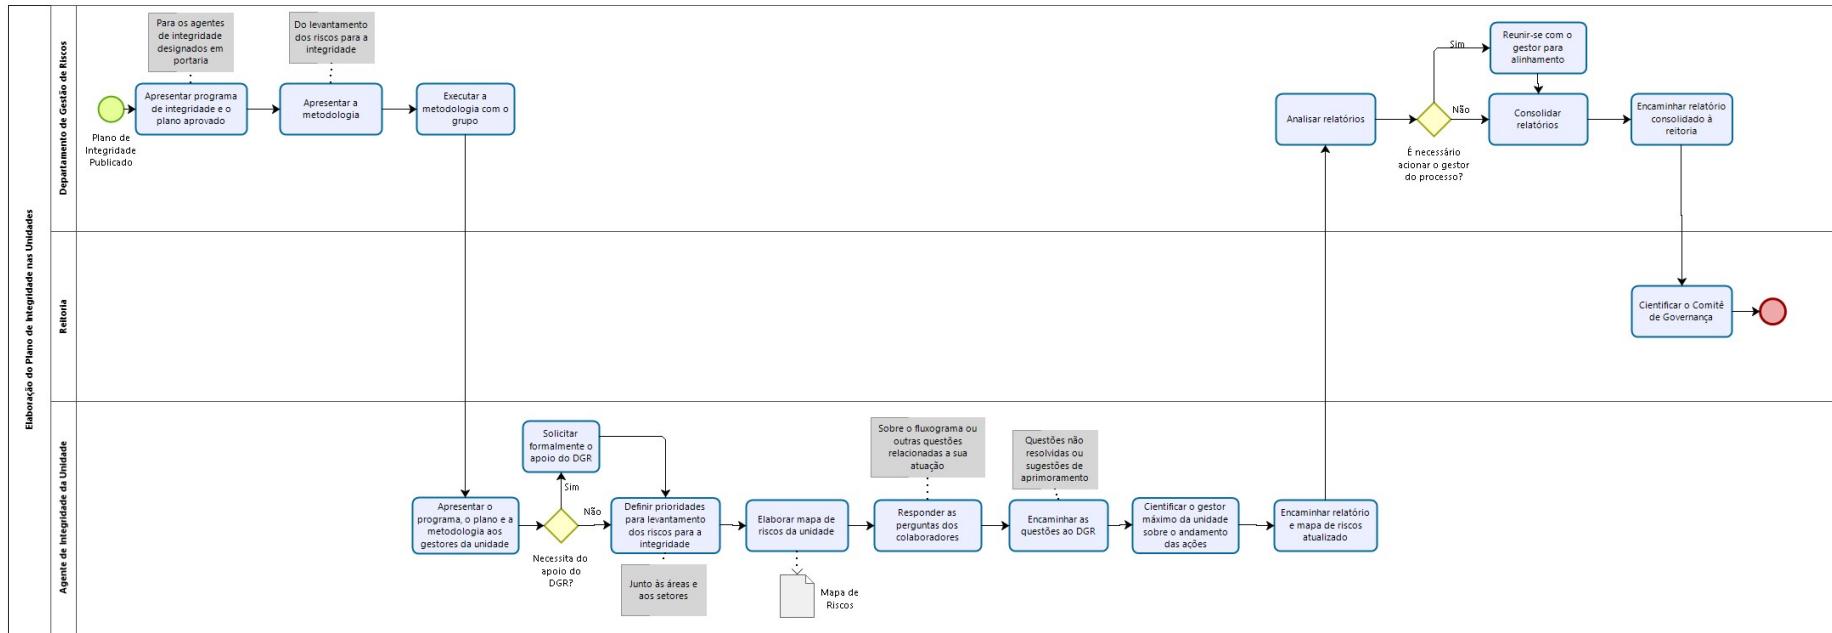 Elaboração do Plano de Integridade nas Unidades
Departamento de Gestão de Riscos
Para os agentes
de integridade
designados em
portaria
Do levantamento
dos riscos para a
integridade
Plano de
Integridade
Publicado
Apresentar programa
de integridade e o
plano aprovado
Apresentar a
metodologia
Executar a
metodologia com o
grupo
Analisar relatórios
É necessário
acionar o gestor
do processo?
Sim
Não
Reunir-se com o
gestor para
alinhamento
Consolidar
relatórios
Encaminhar relatório
consolidado à
reitoria
Reitoria
Cientificar o Comitê
de Governança
Agente de Integridade da Unidade
Apresentar o
programa, o plano e a
metodologia aos
gestores da unidade
Necessita do
apoio do
DGR?
Sim
Não
Solicitar
formalmente o
apoio do DGR
Definir prioridades
para levantamento
dos riscos para a
integridade
Junto às áreas e
aos setores
Elaborar mapa de
riscos da unidade
Mapa de
Riscos
Sobre o fluxograma ou
outras questões
relacionadas a sua
atuação
Responder as
perguntas dos
colaboradores
Questões não
resolvidas ou
sugestões de
aprimoramento
Encaminhar as
questões ao DGR
Cientificar o gestor
máximo da unidade
sobre o andamento
das ações
Encaminhar relatório
e mapa de riscos
atualizado